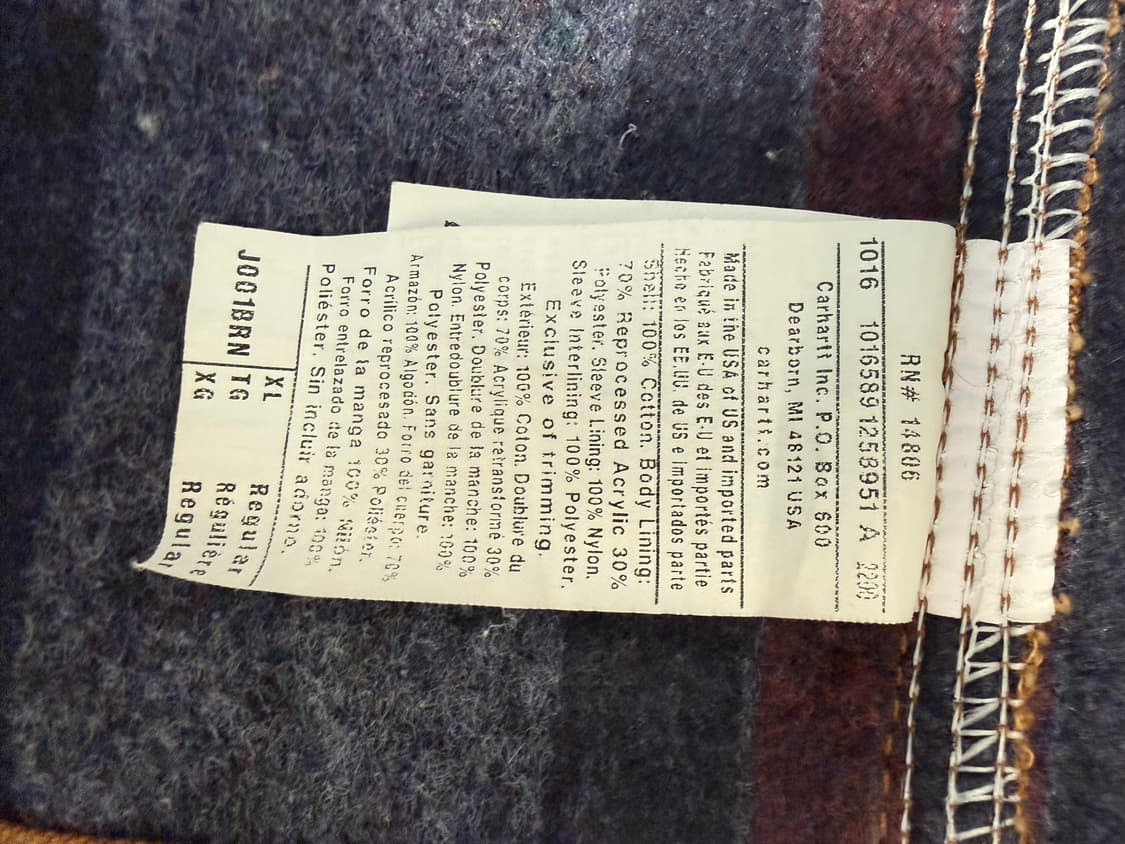 RN# 14806
1016 1016589 1253951 A 2200
Carhartt Inc. P.O. Box 600
Dearborn, MI 48121 USA
carhartt.com
Made in the USA of US and imported parts
Fabriqué aux E.U des E.U et importés partie
Hecho en los EE.UU. de US e importados parte
Shell: 100% Cotton. Body Lining:
70% Reprocessed Acrylic 30%
Polyester. Sleeve Lining: 100% Nylon.
Sleeve Interlining: 100% Polyester.
Exclusive of trimming.
Extérieur: 100% Coton. Doublure du
corps: 70% Acrylique retransformé 30%
Polyester. Doublure de la manche: 100%
Nylon. Entredoublure de la manche: 100%
Polyester. Sans garniture.
Armazón: 100% Algodón. Forro del cuerpo: 70%
Acrílico reprocesado 30% Poliéster.
Forro de la manga 100% Nilón.
Forro entrelazado de la manga: 100%
Poliéster. Sin incluir adorno.
XL Regular
J001BRN TG Régulière
XG Regular